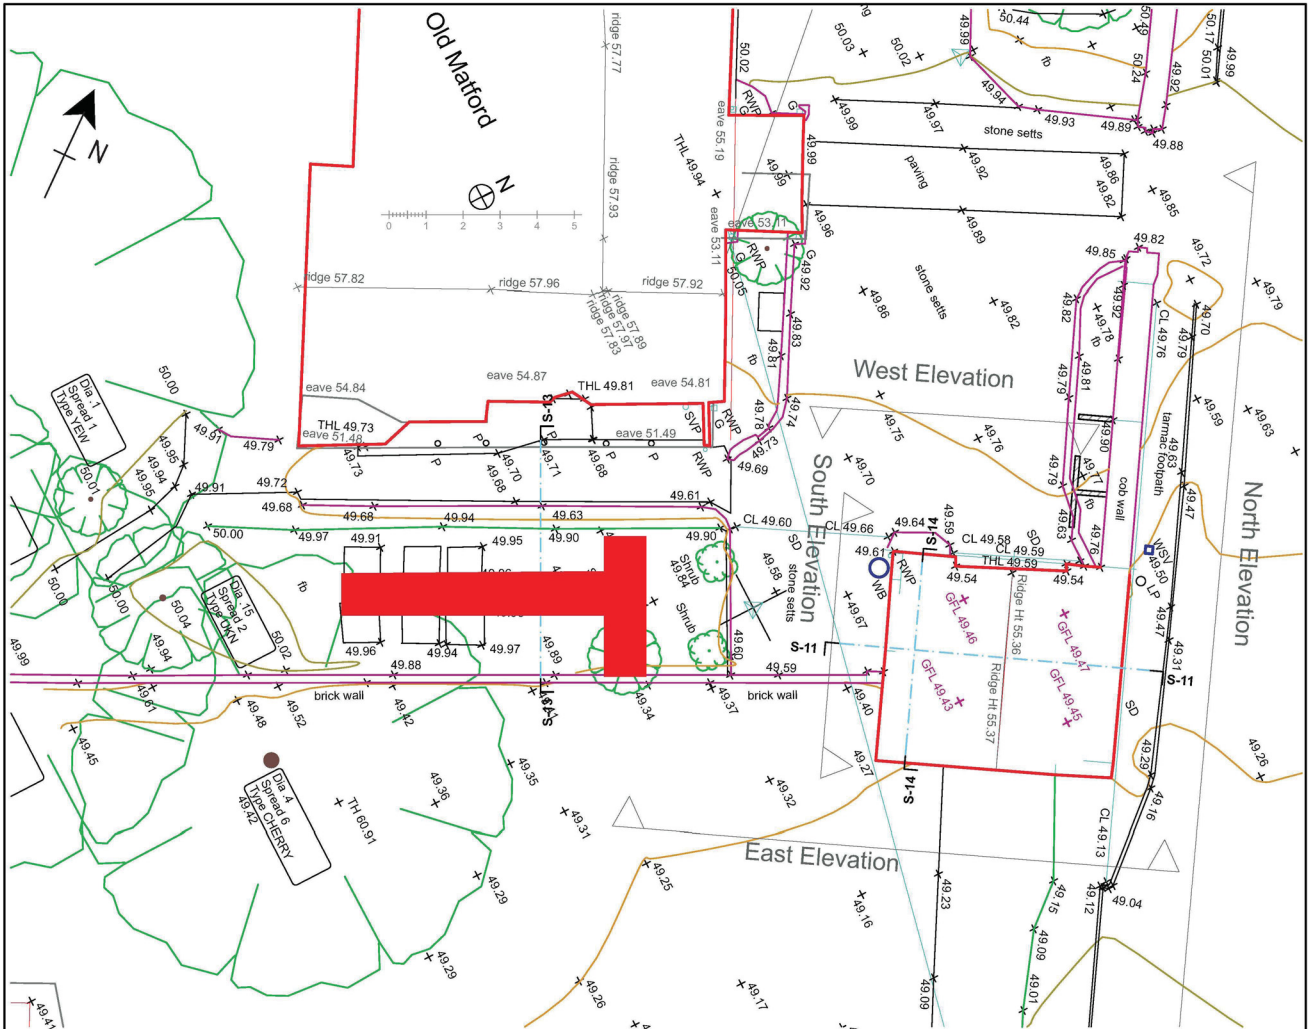 Old Matford
N
N
0 1 2 3 4 5
ridge 57.77
ridge 57.93
ridge 57.82
ridge 57.96
ridge 57.92
ridge 57.89
ridge 57.97
ridge 57.83
eave 55.19
eave 53.11
eave 53.11
eave 54.84
eave 54.87
eave 54.81
eave 51.48
eave 51.49
THL 49.94
THL 49.81
THL 49.73
50.02
RWP
G
G
49.99
49.99
49.96
RWP
G
50.05
G
49.92
49.83
49.81
fb
49.78
49.74
49.73
49.69
50.03
50.02
49.99
50.44
fb
50.49
50.24
49.92
50.17
50.01
49.99
49.94
49.93
49.89
49.88
49.99
49.97
stone setts
paving
49.92
49.86
49.82
49.89
49.85
49.86
stone setts
49.82
49.85
49.82
49.72
49.79
49.70
49.79
CL 49.76
49.92
49.78
fb
49.82
49.81
49.79
49.90
49.77
49.79
fb
49.63
49.76
cob wall
tarmac footpath
49.63
49.59
49.63
49.47
West Elevation
South Elevation
North Elevation
East Elevation
49.75
49.76
49.70
50.00
49.91
49.79
49.95
49.94
49.95
49.91
Dia .1
Spread 1
Type YEW
50.01
49.72
49.68
49.68
49.63
49.61
49.73
P
P
P
P
P
49.70
49.68
49.71
49.68
SVP
RWP
G
RWP
S-13
S-13
50.00
49.97
49.94
49.90
49.90
49.91
49.95
49.96
49.94
49.97
49.89
49.88
50.00
50.00
50.04
49.94
49.99
50.02
fb
Dia .15
Spread 2
Type UKN
Shrub
49.84
Shrub
49.60
49.59
brick wall
brick wall
49.61
49.48
49.52
49.42
49.34
49.37
49.40
49.45
CL 49.60
CL 49.66
SD
49.58
stone setts
49.67
49.64
49.59
49.61
S-14
S-14
RWP
WB
CL 49.58
CL 49.59
SD
THL 49.59
49.54
49.54
Ridge Ht 55.36
Ridge Ht 55.37
GFL 49.46
GFL 49.47
GFL 49.43
GFL 49.45
S-11
S-11
WSV
49.50
LP
49.47
49.31
SD
49.29
49.26
49.16
CL 49.13
49.12
49.04
49.27
49.32
49.35
49.36
49.31
TH 60.91
Dia .4
Spread 6
Type CHERRY
49.42
49.29
49.29
49.25
49.26
49.17
49.16
49.23
49.09
49.15
49.09
49.01
49.41